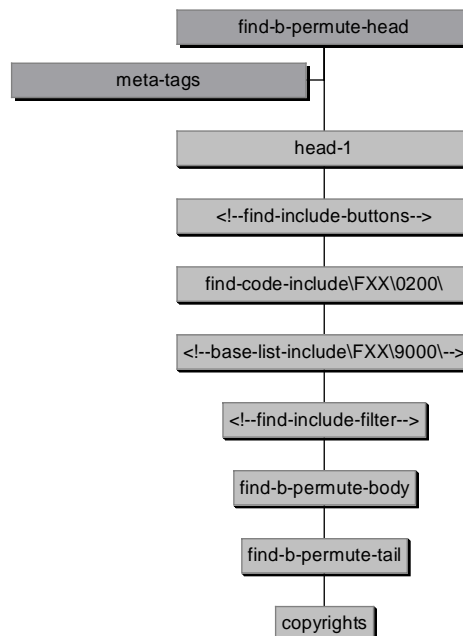 find-b-permute-head
meta-tags
head-1
<!--find-include-buttons-->
find-code-include\FXX\0200\
<!--base-list-include\FXX\9000\-->
<!--find-include-filter-->
find-b-permute-body
find-b-permute-tail
copyrights